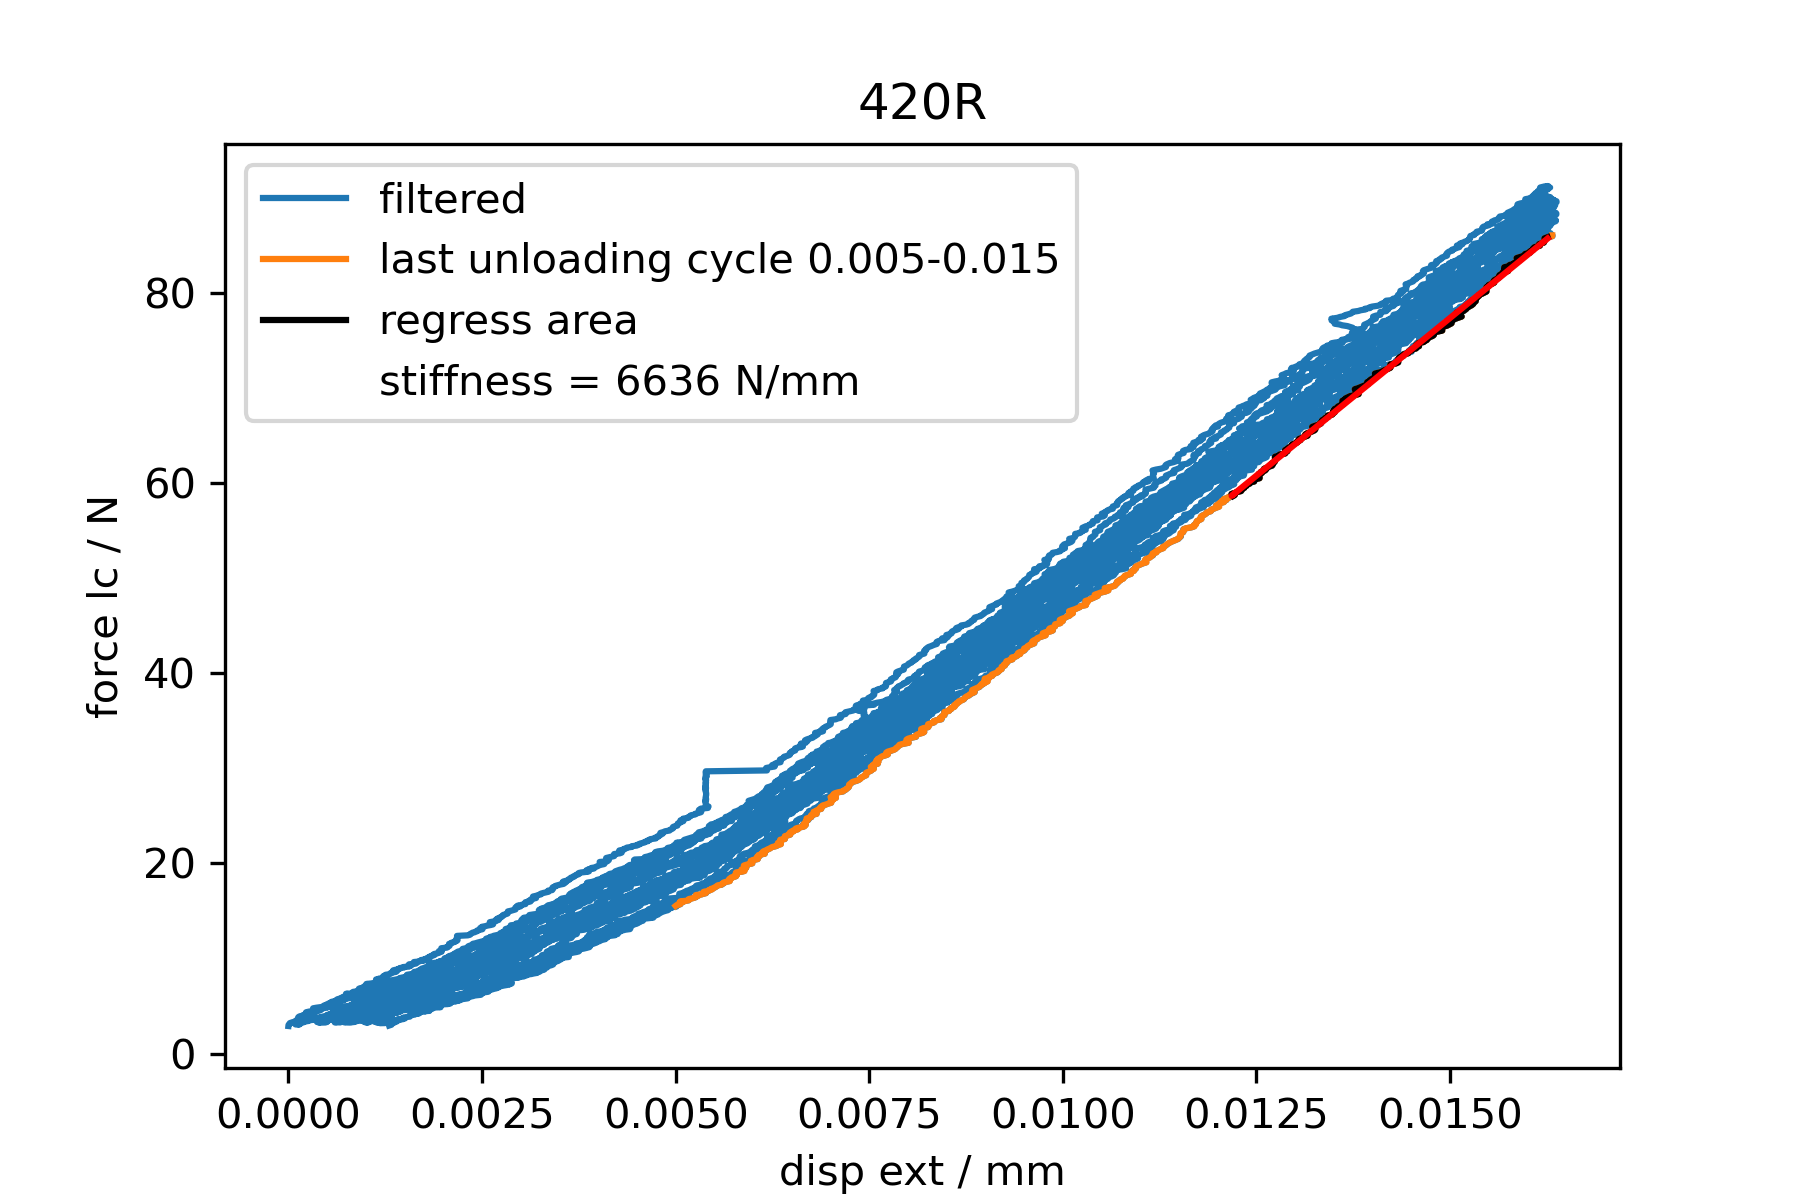 420R
filtered
last unloading cycle 0.005-0.015
regress area
stiffness = 6636 N/mm
80
60
40
20
0
force lc / N
0.0000 0.0025 0.0050 0.0075 0.0100 0.0125 0.0150
disp ext / mm